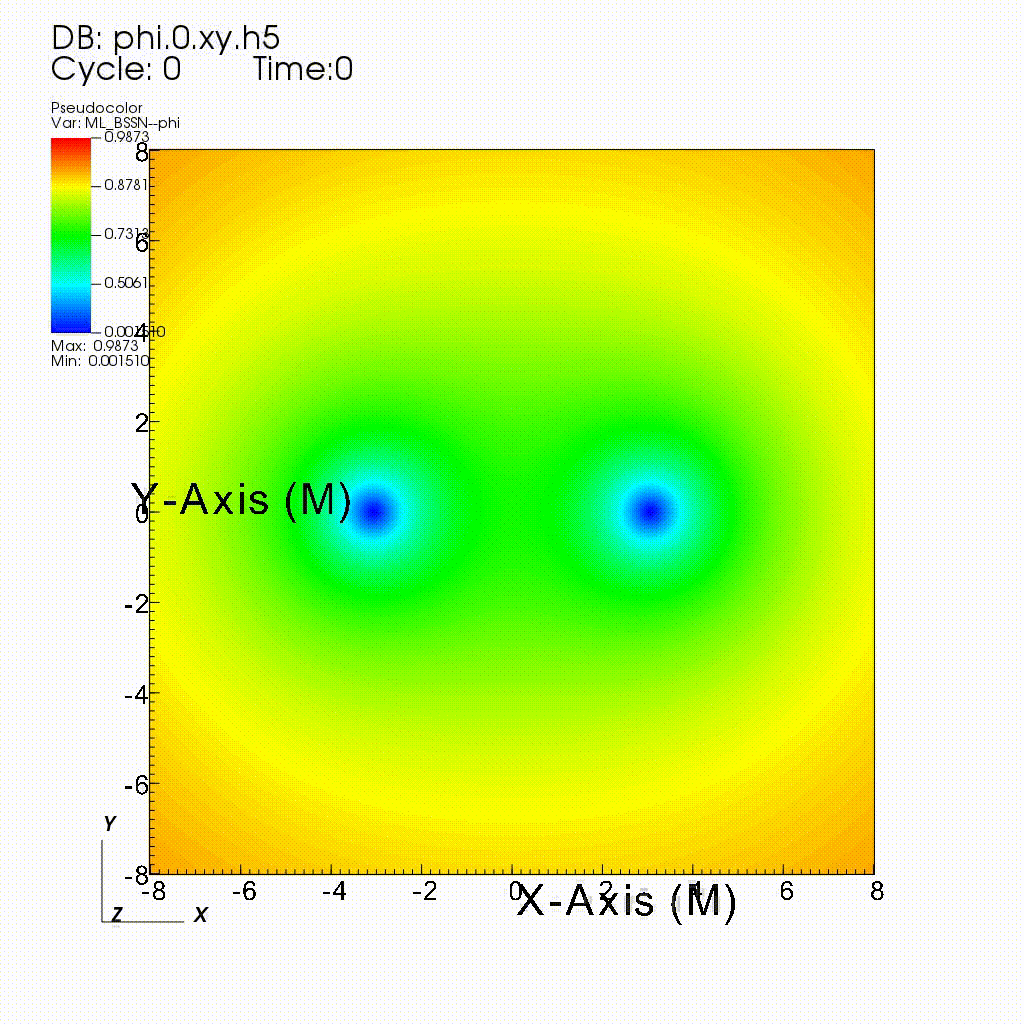 DB: phi.0.xy.h5
Cycle: 0 Time:0
Pseudocolor
Var: ML_BSSN--phi
0.9873
0.8781
0.7313
0.5061
0.001510
Max: 0.9873
Min: 0.001510
8
6
4
2
0
-2
-4
-6
-8
Y-Axis (M)
-8 -6 -4 -2 0 2 4 6 8
X-Axis (M)
Y
Z X